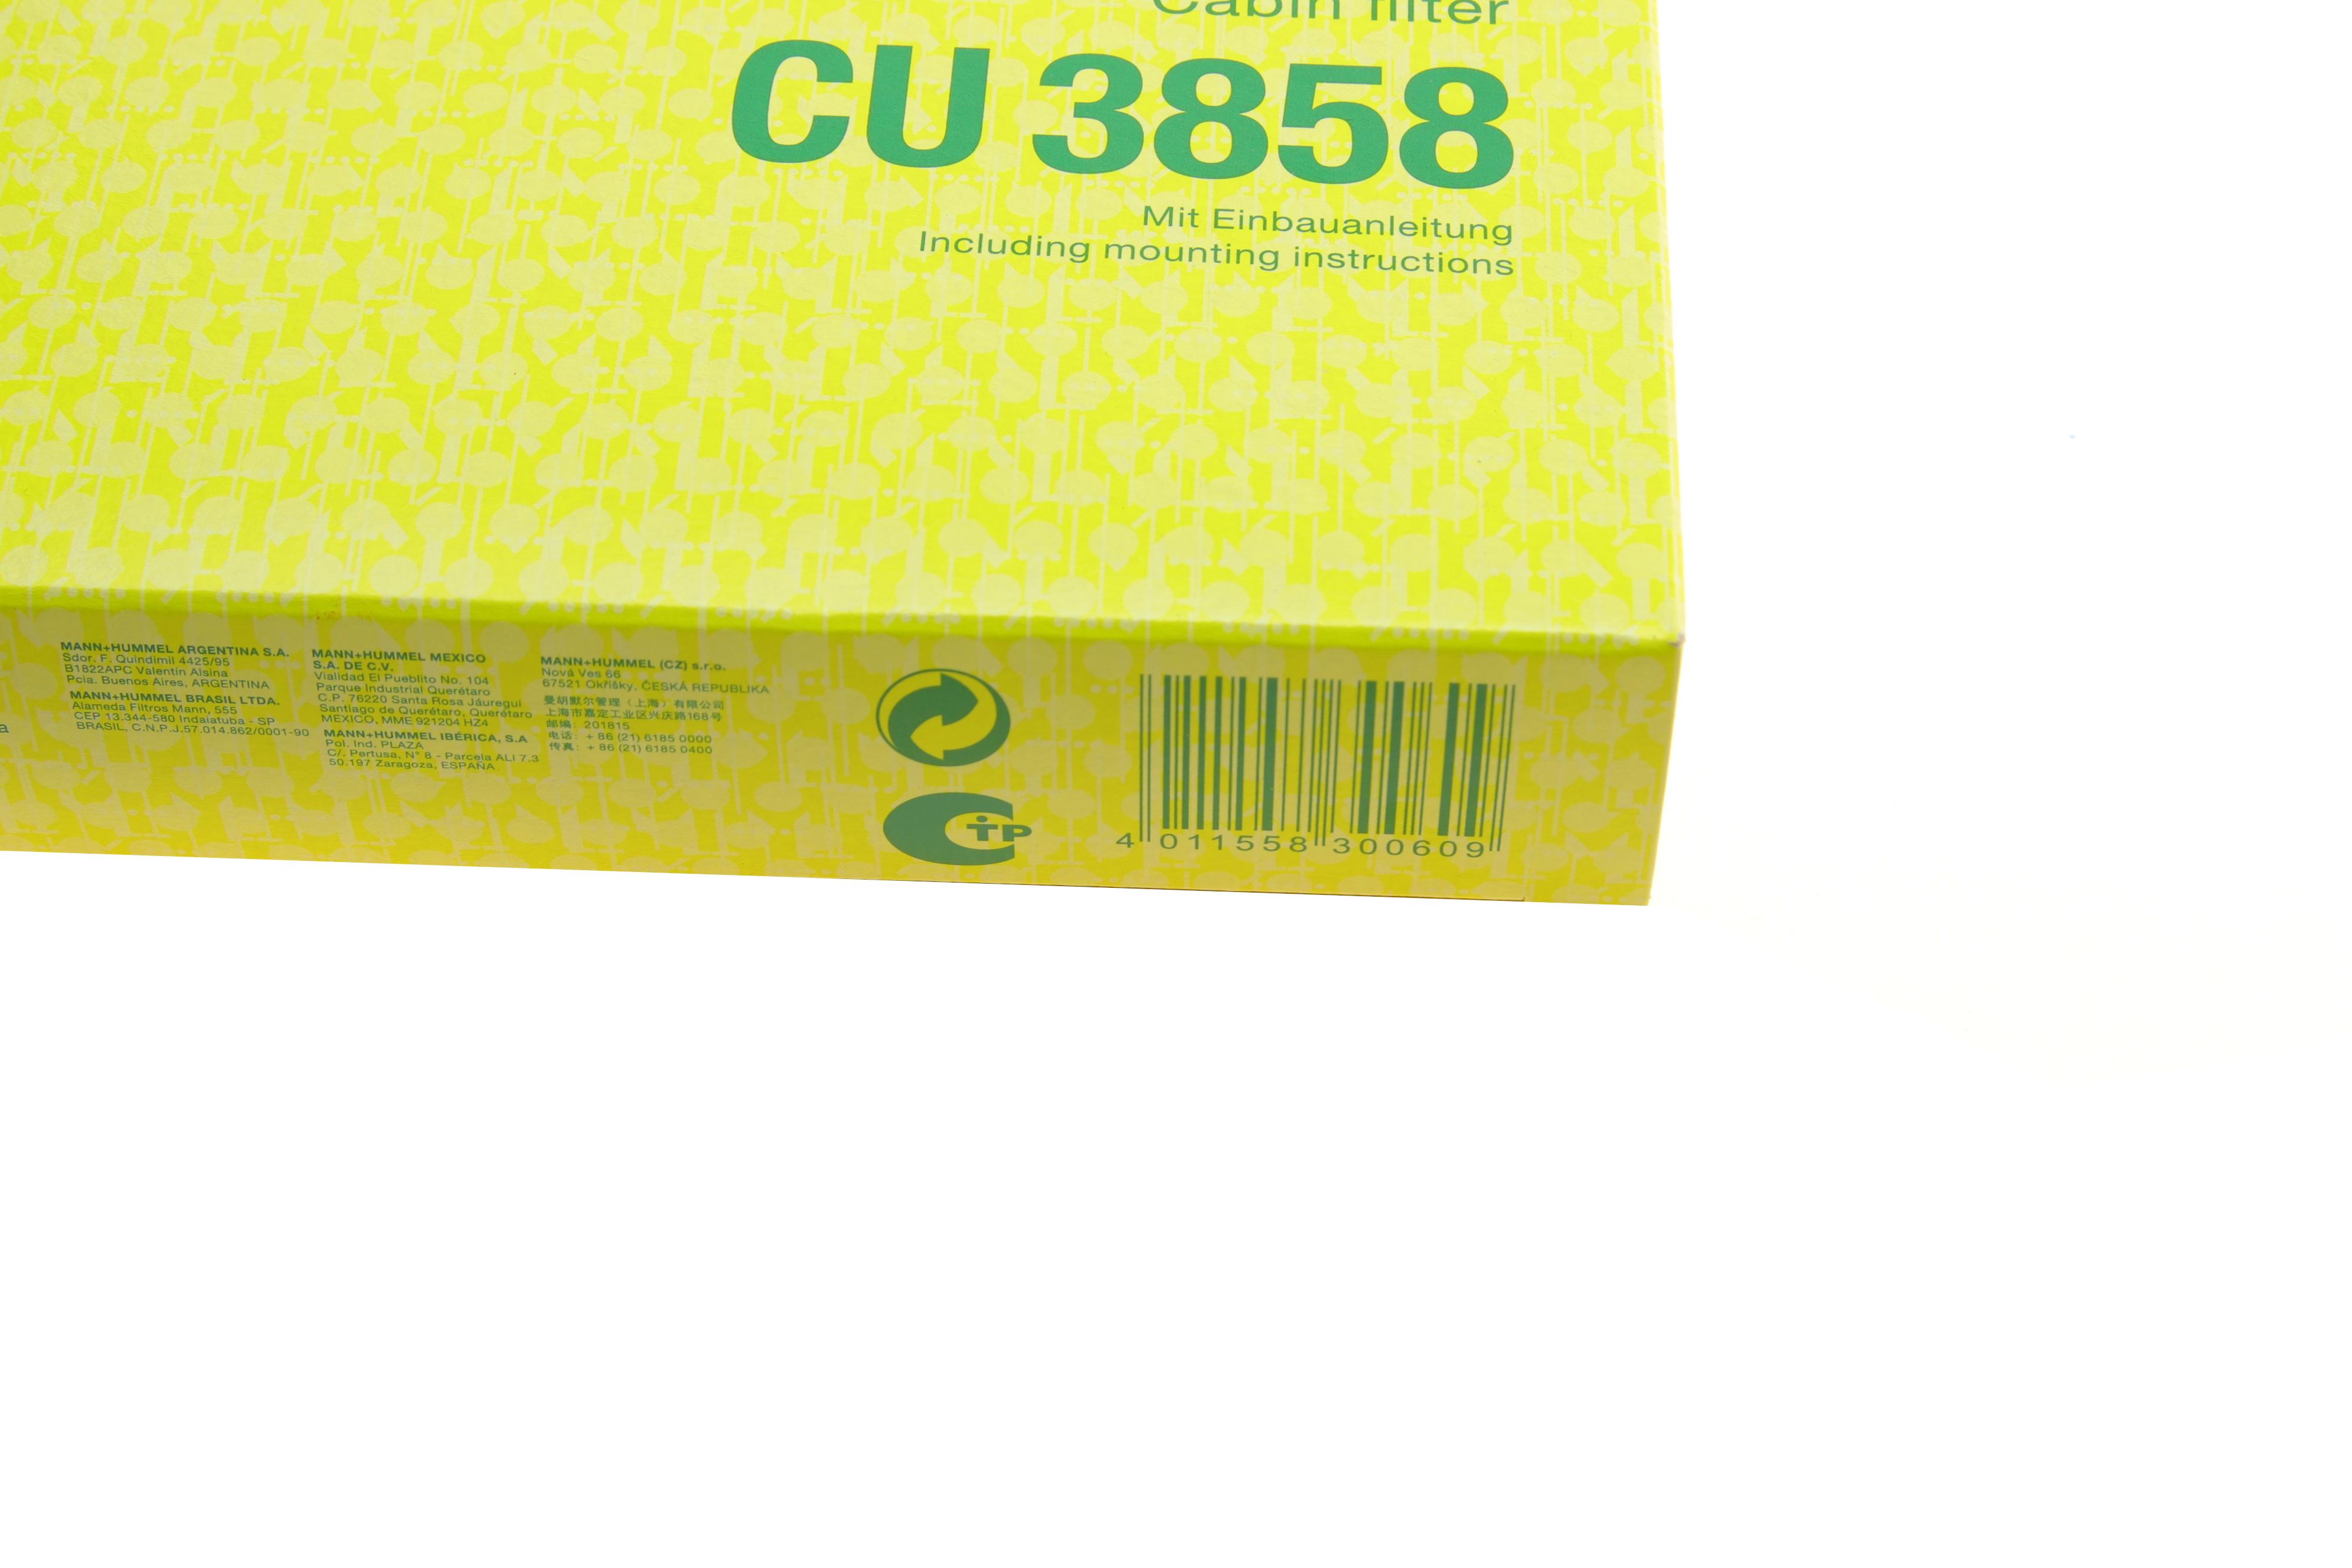 Cabin filter
CU 3858
Mit Einbauanleitung
Including mounting instructions
a
MANN+HUMMEL ARGENTINA S.A.
Sdor. F. Quindimil 4425/95
B1822APC Valentin Alsina
Pcia. Buenos Aires, ARGENTINA
MANN+HUMMEL BRASIL LTDA.
Alameda Filtros Mann, 555
CEP 13.344-580 Indaiatuba - SP
BRASIL, C.N.P.J.57.014.862/0001-90
MANN+HUMMEL MEXICO
S.A. DE C.V.
Vialidad El Pueblito No. 104
Parque Industrial Querétaro
C.P. 76220 Santa Rosa Jáuregui
Santiago de Querétaro, Querétaro
MEXICO, MME 921204 HZ4
MANN+HUMMEL IBÉRICA, S.A
Pol. Ind. PLAZA
C/. Pertusa, N° 8 - Parcela ALI 7.3
50.197 Zaragoza, ESPAÑA
MANN+HUMMEL (CZ) s.r.o.
Nová Ves 66
67521 Okříšky, ČESKÁ REPUBLIKA
曼胡默尔管理（上海）有限公司
上海市嘉定工业区兴庆路168号
邮编: 201815
电话: + 86 (21) 6185 0000
传真: + 86 (21) 6185 0400
CTP
4 011558 300609